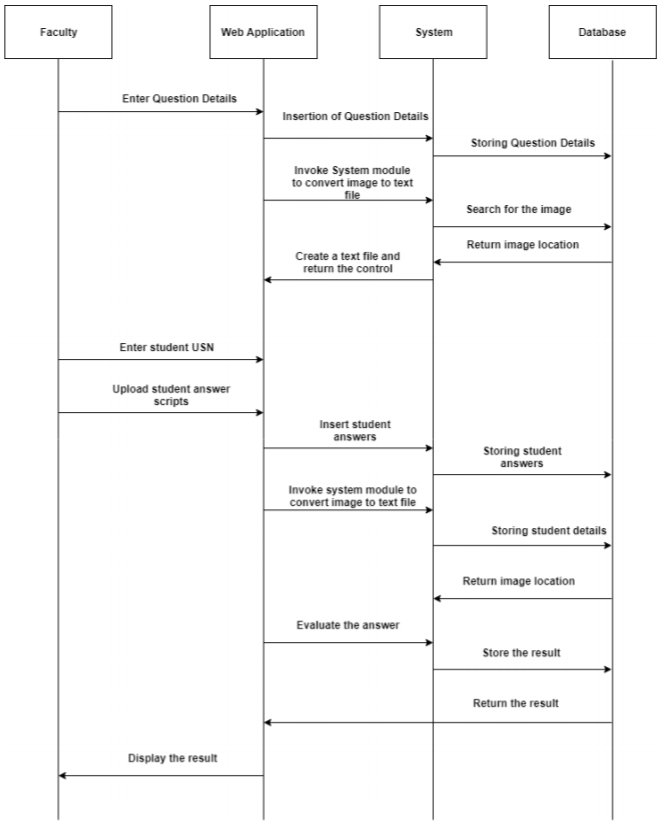 Faculty
Web Application
System
Database
Enter Question Details
Insertion of Question Details
Storing Question Details
Invoke System module
to convert image to text
file
Search for the image
Return image location
Create a text file and
return the control
Enter student USN
Upload student answer
scripts
Insert student
answers
Storing student
answers
Invoke system module to
convert image to text file
Storing student details
Return image location
Evaluate the answer
Store the result
Return the result
Display the result